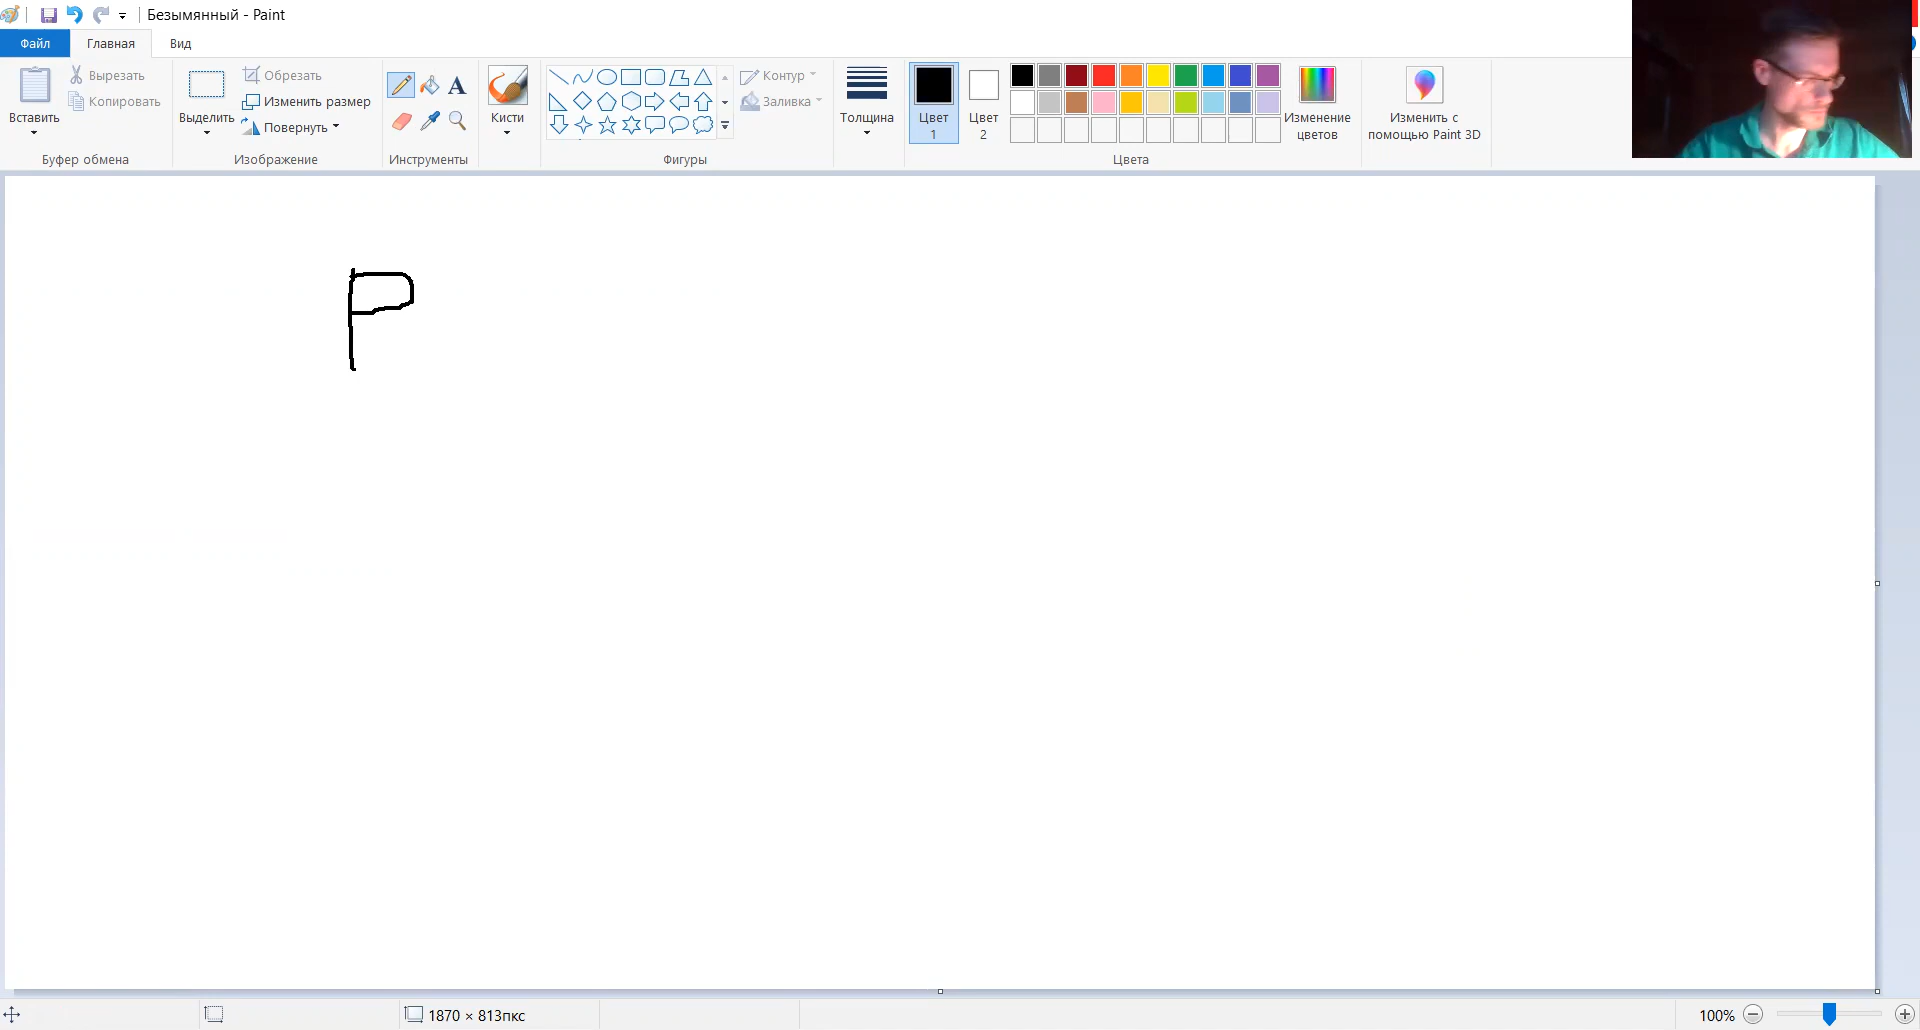 Безымянный - Paint
Файл Главная Вид
Вставить
Вырезать
Копировать
Буфер обмена
Выделить
Обрезать
Изменить размер
Повернуть
Изображение
A
Инструменты
Кисти
Фигуры
Контур
Заливка
Толщина
Цвет 1
Цвет 2
Изменение цветов
Цвета
Изменить с помощью Paint 3D
P
1870 × 813пкс
100%